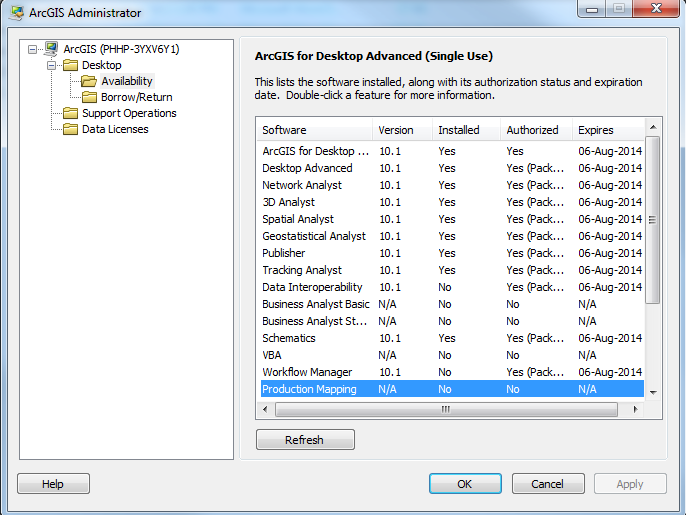 ArcGIS Administrator
ArcGIS (PHHP-3YXV6Y1)
Desktop
Availability
Borrow/Return
Support Operations
Data Licenses
ArcGIS for Desktop Advanced (Single Use)
This lists the software installed, along with its authorization status and expiration
date. Double-click a feature for more information.
Software Version Installed Authorized Expires
ArcGIS for Desktop ... 10.1 Yes Yes 06-Aug-2014
Desktop Advanced 10.1 Yes Yes (Pack... 06-Aug-2014
Network Analyst 10.1 Yes Yes (Pack... 06-Aug-2014
3D Analyst 10.1 Yes Yes (Pack... 06-Aug-2014
Spatial Analyst 10.1 Yes Yes (Pack... 06-Aug-2014
Geostatistical Analyst 10.1 Yes Yes (Pack... 06-Aug-2014
Publisher 10.1 Yes Yes (Pack... 06-Aug-2014
Tracking Analyst 10.1 Yes Yes (Pack... 06-Aug-2014
Data Interoperability 10.1 No Yes (Pack... 06-Aug-2014
Business Analyst Basic N/A No No N/A
Business Analyst St... N/A No No N/A
Schematics 10.1 Yes Yes (Pack... 06-Aug-2014
VBA N/A No No N/A
Workflow Manager 10.1 No Yes (Pack... 06-Aug-2014
Production Mapping N/A No No N/A
Refresh
Help OK Cancel Apply